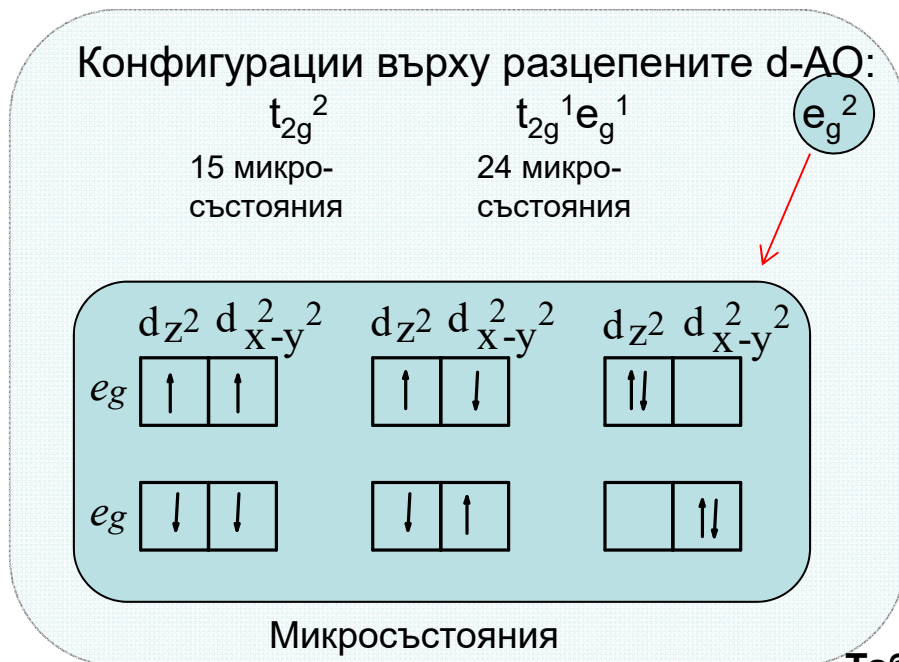 Конфигурации върху разцепените d-АО:
t₂g² t₂g¹eg¹ eg²
15 микро- 24 микро-
състояния състояния
dz² dx²-y² dz² dx²-y² dz² dx²-y²
eg ↑ ↑ ↑ ↓ ↑↓
eg ↓ ↓ ↓ ↑ ↑↓
Микросъстояния